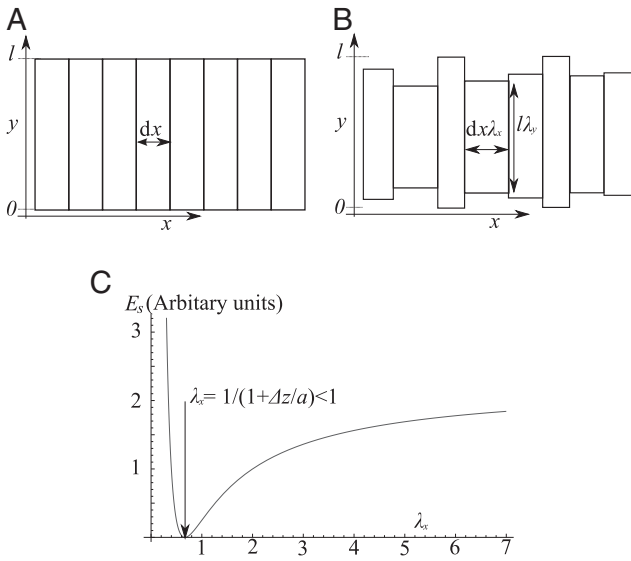 A
l
y
dx
0
x
B
l
y
dxλₓ
lλᵧ
0
x
C
Eₛ (Arbitary units)
3
λₓ= 1/(1+Δz/a)<1
2
1
λₓ
1 2 3 4 5 6 7